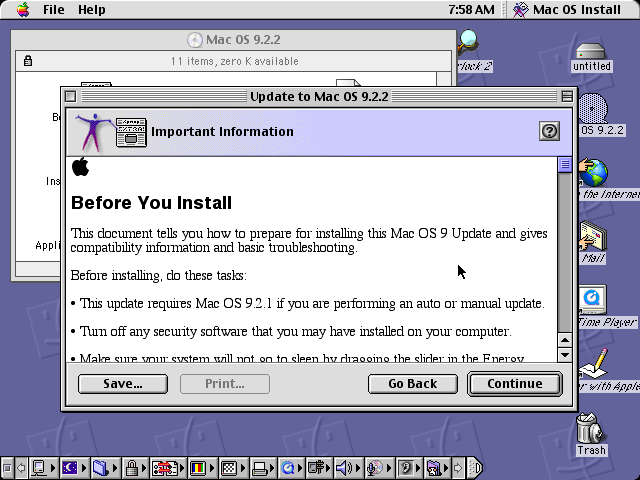 File Help 7:58 AM Mac OS Install
Mac OS 9.2.2
11 items, zero K available
Update to Mac OS 9.2.2
Important Information
Before You Install
This document tells you how to prepare for installing this Mac OS 9 Update and gives
compatibility information and basic troubleshooting.
Before installing, do these tasks:
• This update requires Mac OS 9.2.1 if you are performing an auto or manual update.
• Turn off any security software that you may have installed on your computer.
• Make sure your system will not go to sleep by dragging the slider in the Energy
Save... Print... Go Back Continue
Be
Ins
Appli
rlock 2
untitled
OS 9.2.2
the Internet
Mail
Time Player
er with Apple
Trash